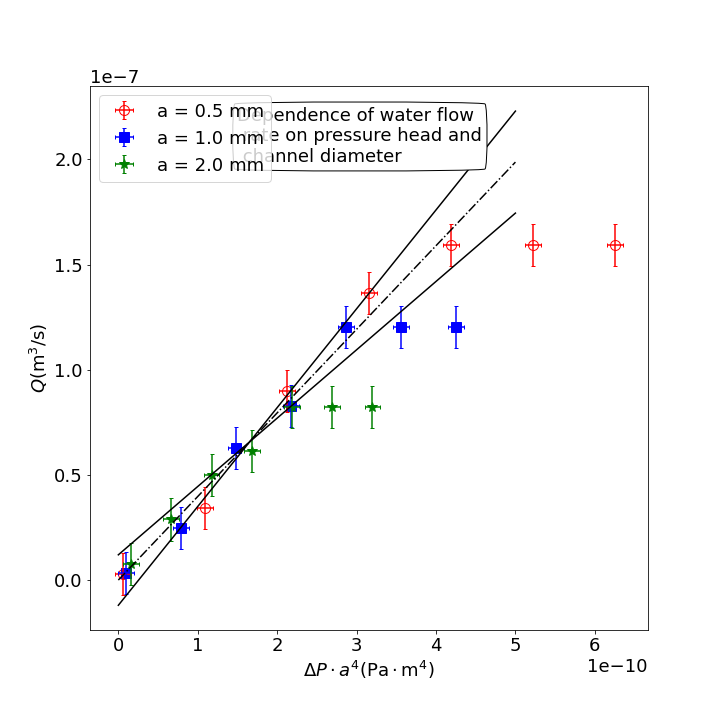 1e−7
a = 0.5 mm
a = 1.0 mm
a = 2.0 mm
Dependence of water flow
rate on pressure head and
channel diameter
2.0
1.5
1.0
0.5
0.0
Q(m³/s)
0 1 2 3 4 5 6
1e−10
ΔP · a⁴(Pa · m⁴)